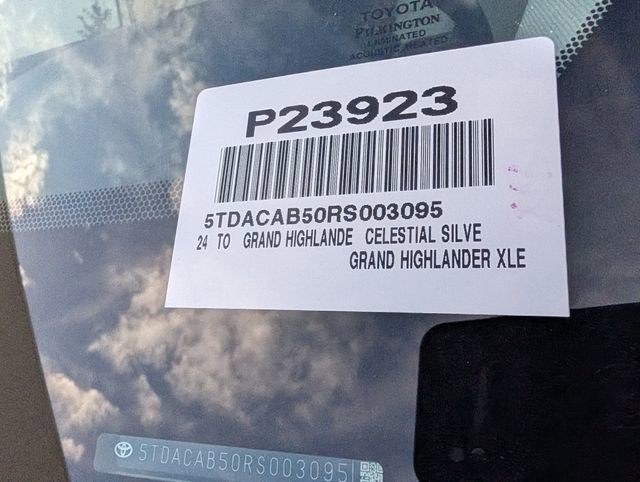 TOYOTA
PILKINGTON
LAMINATED
ACOUSTIC HEATED
P23923
5TDACAB50RS003095
24 TO GRAND HIGHLANDE CELESTIAL SILVE
GRAND HIGHLANDER XLE
5TDACAB50RS003095